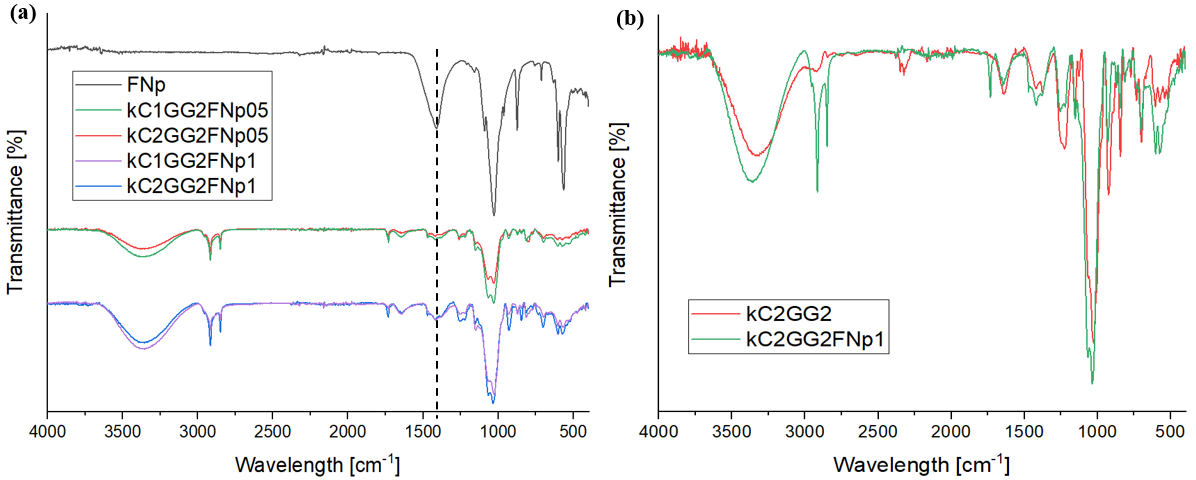 (a)
FNp
kC1GG2FNp05
kC2GG2FNp05
kC1GG2FNp1
kC2GG2FNp1
Transmittance [%]
4000 3500 3000 2500 2000 1500 1000 500
Wavelength [cm-1]
(b)
kC2GG2
kC2GG2FNp1
Transmittance [%]
4000 3500 3000 2500 2000 1500 1000 500
Wavelength [cm-1]